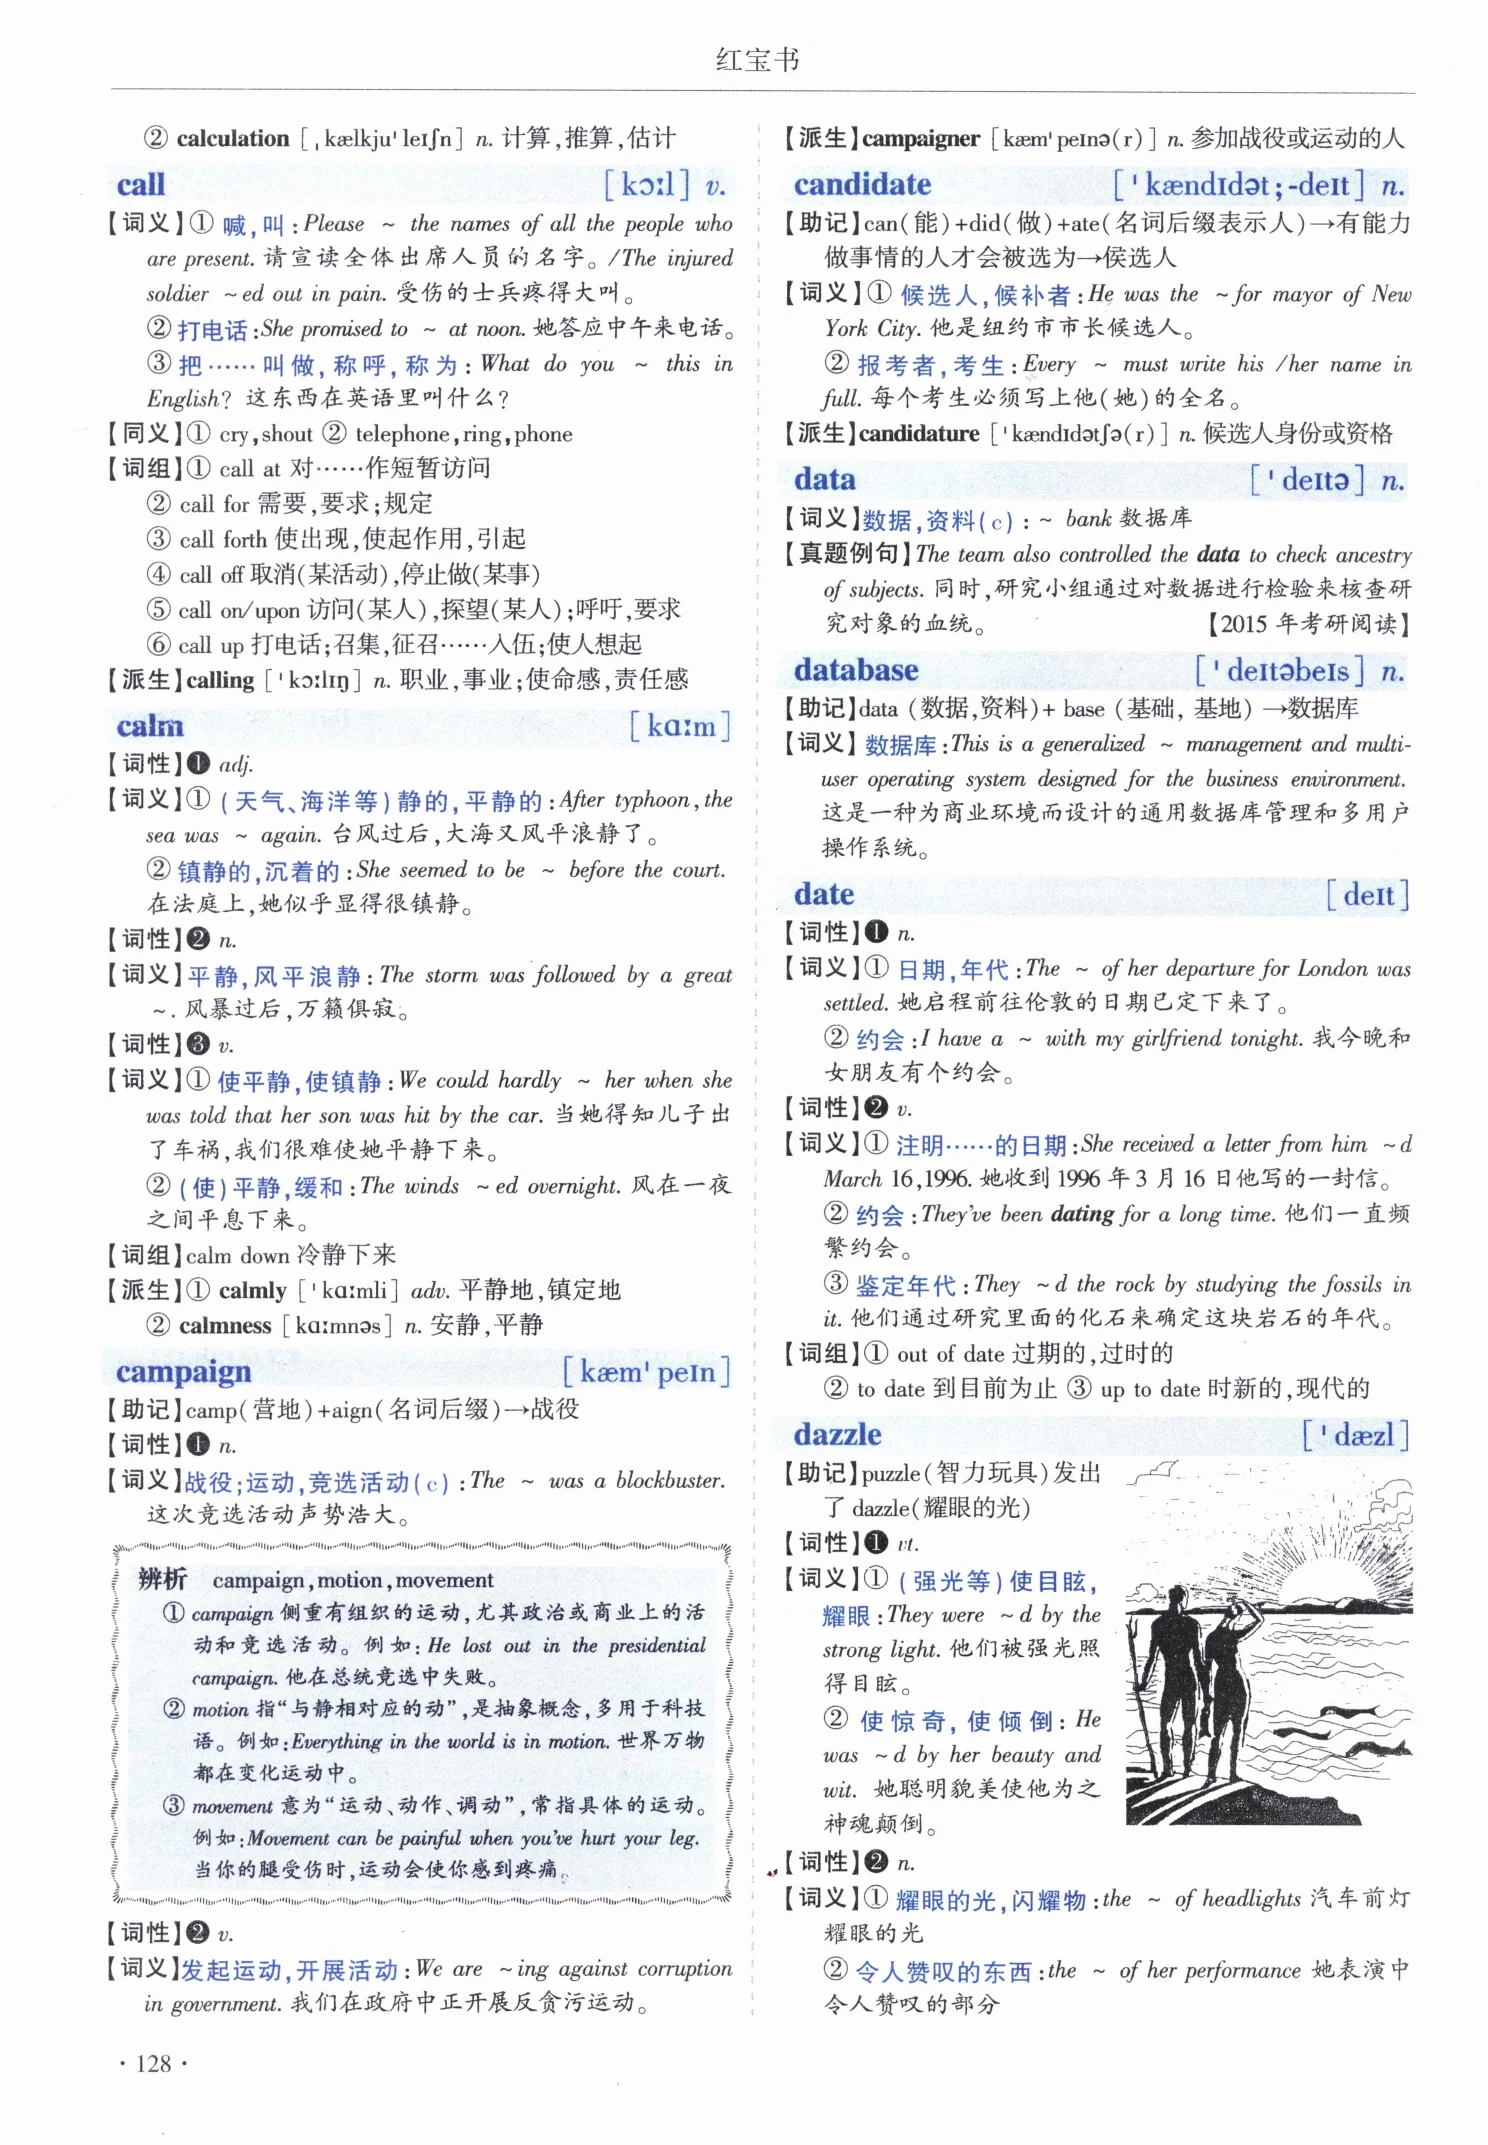 红宝书
② calculation [ˌkælkjuˈleɪʃn] n. 计算,推算,估计
call [kɔːl] v.
【词义】① 喊,叫:Please ~ the names of all the people who
are present. 请宣读全体出席人员的名字。/The injured
soldier ~ed out in pain. 受伤的士兵疼得大叫。
② 打电话:She promised to ~ at noon. 她答应中午来电话。
③ 把……叫做,称呼,称为:What do you ~ this in
English? 这东西在英语里叫什么?
【同义】① cry,shout ② telephone,ring,phone
【词组】① call at 对……作短暂访问
② call for 需要,要求;规定
③ call forth 使出现,使起作用,引起
④ call off 取消(某活动),停止做(某事)
⑤ call on/upon 访问(某人),探望(某人);呼吁,要求
⑥ call up 打电话;召集,征召……入伍;使人想起
【派生】calling [ˈkɔːlɪŋ] n. 职业,事业;使命感,责任感
calm [kɑːm]
【词性】❶ adj.
【词义】① (天气、海洋等)静的,平静的:After typhoon,the
sea was ~ again. 台风过后,大海又风平浪静了。
② 镇静的,沉着的:She seemed to be ~ before the court.
在法庭上,她似乎显得很镇静。
【词性】❷ n.
【词义】平静,风平浪静:The storm was followed by a great
~. 风暴过后,万籁俱寂。
【词性】❸ v.
【词义】① 使平静,使镇静:We could hardly ~ her when she
was told that her son was hit by the car. 当她得知儿子出
了车祸,我们很难使她平静下来。
② (使)平静,缓和:The winds ~ed overnight. 风在一夜
之间平息下来。
【词组】calm down 冷静下来
【派生】① calmly [ˈkɑːmli] adv. 平静地,镇定地
② calmness [kɑːmnəs] n. 安静,平静
campaign [kæmˈpeɪn]
【助记】camp(营地)+aign(名词后缀)→战役
【词性】❶ n.
【词义】战役;运动,竞选活动(c):The ~ was a blockbuster.
这次竞选活动声势浩大。
辨析 campaign,motion,movement
① campaign 侧重有组织的运动,尤其政治或商业上的活
动和竞选活动。例如:He lost out in the presidential
campaign. 他在总统竞选中失败。
② motion 指“与静相对应的动”,是抽象概念,多用于科技
语。例如:Everything in the world is in motion. 世界万物
都在变化运动中。
③ movement 意为“运动、动作、调动”,常指具体的运动。
例如:Movement can be painful when you've hurt your leg.
当你的腿受伤时,运动会使你感到疼痛。
【词性】❷ v.
【词义】发起运动,开展活动:We are ~ing against corruption
in government. 我们在政府中正开展反贪污运动。
· 128 ·
【派生】campaigner [kæmˈpeɪnə(r)] n. 参加战役或运动的人
candidate [ˈkændɪdət;-deɪt] n.
【助记】can(能)+did(做)+ate(名词后缀表示人)→有能力
做事情的人才会被选为→侯选人
【词义】① 候选人,候补者:He was the ~for mayor of New
York City. 他是纽约市市长候选人。
② 报考者,考生:Every ~ must write his /her name in
full. 每个考生必须写上他(她)的全名。
【派生】candidature [ˈkændɪdətʃə(r)] n. 候选人身份或资格
data [ˈdeɪtə] n.
【词义】数据,资料(c):~ bank 数据库
【真题例句】The team also controlled the data to check ancestry
of subjects. 同时,研究小组通过对数据进行检验来核查研
究对象的血统。 【2015 年考研阅读】
database [ˈdeɪtəbeɪs] n.
【助记】data (数据,资料)+ base (基础, 基地) →数据库
【词义】数据库:This is a generalized ~ management and multi-
user operating system designed for the business environment.
这是一种为商业环境而设计的通用数据库管理和多用户
操作系统。
date [deɪt]
【词性】❶ n.
【词义】① 日期,年代:The ~ of her departure for London was
settled. 她启程前往伦敦的日期已定下来了。
② 约会:I have a ~ with my girlfriend tonight. 我今晚和
女朋友有个约会。
【词性】❷ v.
【词义】① 注明……的日期:She received a letter from him ~d
March 16,1996. 她收到 1996 年 3 月 16 日他写的一封信。
② 约会:They've been dating for a long time. 他们一直频
繁约会。
③ 鉴定年代:They ~d the rock by studying the fossils in
it. 他们通过研究里面的化石来确定这块岩石的年代。
【词组】① out of date 过期的,过时的
② to date 到目前为止 ③ up to date 时新的,现代的
dazzle [ˈdæzl]
【助记】puzzle(智力玩具)发出
了 dazzle(耀眼的光)
【词性】❶ vt.
【词义】① (强光等)使目眩,
耀眼:They were ~d by the
strong light. 他们被强光照
得目眩。
② 使惊奇,使倾倒:He
was ~d by her beauty and
wit. 她聪明貌美使他为之
神魂颠倒。
【词性】❷ n.
【词义】① 耀眼的光,闪耀物:the ~ of headlights 汽车前灯
耀眼的光
② 令人赞叹的东西:the ~ of her performance 她表演中
令人赞叹的部分